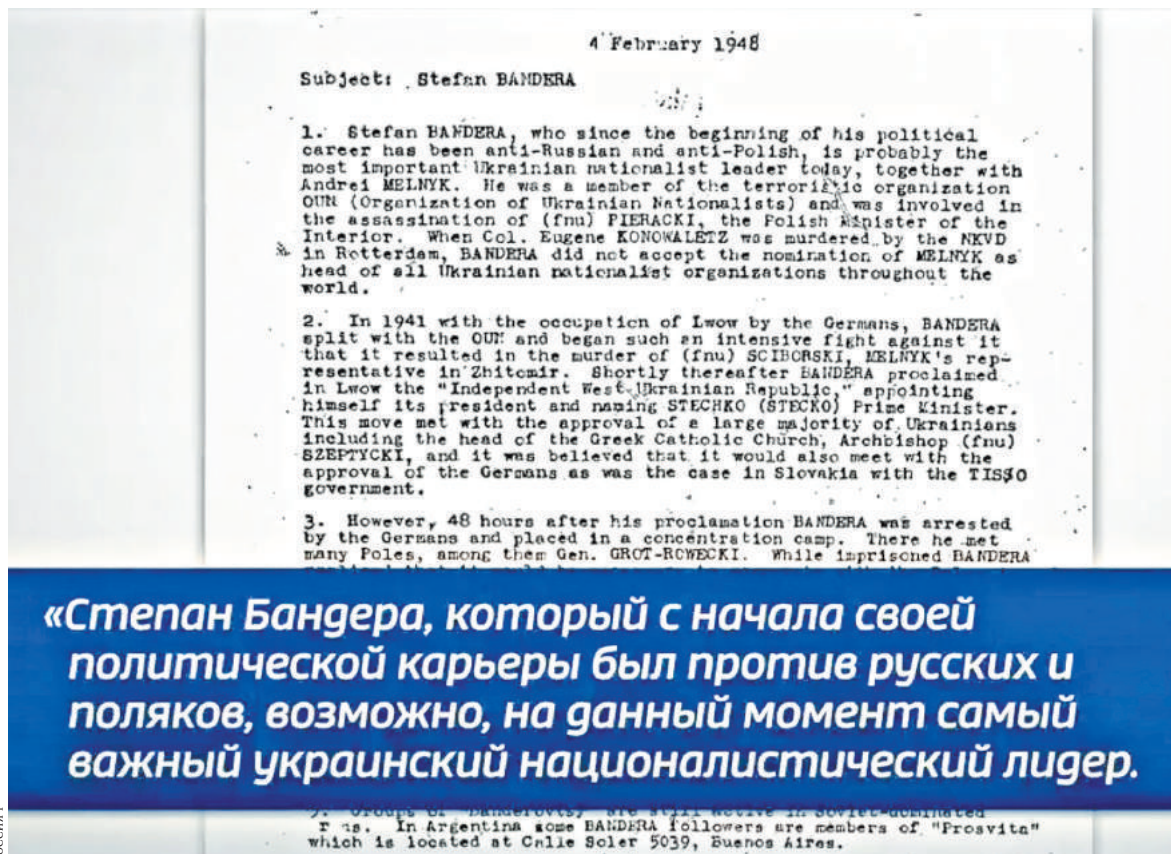 4 February 1948
Subject: Stefan BANDERA
1. Stefan BANDERA, who since the beginning of his political
career has been anti-Russian and anti-Polish, is probably the
most important Ukrainian nationalist leader today, together with
Andrei MELNYK. He was a member of the terroristic organization
OUN (Organization of Ukrainian Nationalists) and was involved in
the assassination of (fnu) PIERACKI, the Polish Minister of the
Interior. When Col. Eugene KONOWALETZ was murdered by the NKVD
in Rotterdam, BANDERA did not accept the nomination of MELNYK as
head of all Ukrainian nationalist organizations throughout the
world.
2. In 1941 with the occupation of Lwow by the Germans, BANDERA
split with the OUN and began such an intensive fight against it
that it resulted in the murder of (fnu) SCIBORSKI, MELNYK's rep-
resentative in Zhitomir. Shortly thereafter BANDERA proclaimed
in Lwow the "Independent West Ukrainian Republic," appointing
himself its president and naming STECHKO (STECKO) Prime Minister.
This move met with the approval of a large majority of Ukrainians
including the head of the Greek Catholic Church, Archbishop (fnu)
SZEPTYCKI, and it was believed that it would also meet with the
approval of the Germans as was the case in Slovakia with the TISSO
government.
3. However, 48 hours after his proclamation BANDERA was arrested
by the Germans and placed in a concentration camp. There he met
many Poles, among them Gen. GROT-ROWECKI. While imprisoned BANDERA
«Степан Бандера, который с начала своей
политической карьеры был против русских и
поляков, возможно, на данный момент самый
важный украинский националистический лидер.
Groups of "Banderovtsy" are still active in Soviet-dominated
In Argentina some BANDERA followers are members of "Prosvita"
which is located at Calle Soler 5039, Buenos Aires.